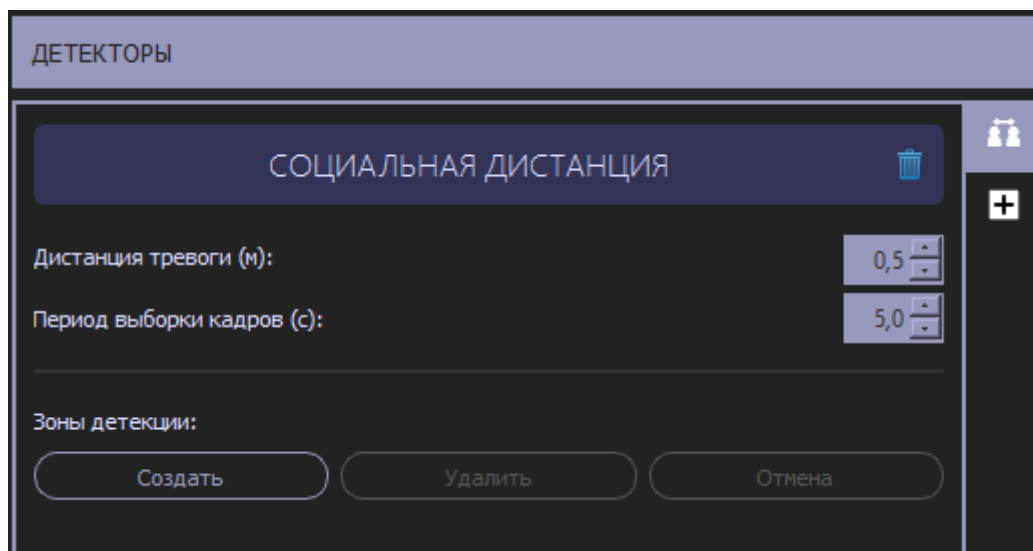 ДЕТЕКТОРЫ
СОЦИАЛЬНАЯ ДИСТАНЦИЯ
Дистанция тревоги (м): 0,5
Период выборки кадров (с): 5,0
Зоны детекции:
Создать Удалить Отмена